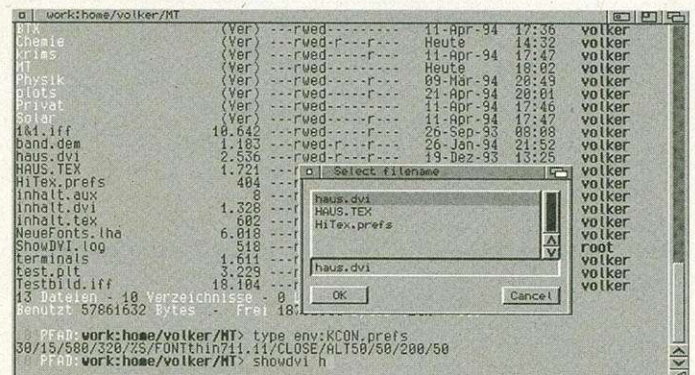 work:home/volker/MT
BTX (Ver) ---rwed--------- 11-Apr-94 17:36 volker
Chemie (Ver) ---rwed-r---r--- Heute 14:32 volker
krims (Ver) ---rwed---r---r--- 11-Apr-94 17:47 volker
MT (Ver) ---rwed---r---r--- Heute 18:02 volker
Physik (Ver) ---rwed---r---r--- 09-Mär-94 20:49 volker
plots (Ver) ---rwed---r---r--- 21-Apr-94 20:01 volker
Privat (Ver) ---rwed---r---r--- 11-Apr-94 17:46 volker
Solar (Ver) ---rwed---r---r--- 11-Apr-94 17:47 volker
1&1.iff 10.642 ---rwed---r---r--- 26-Sep-93 08:08 volker
band.dem 1.183 ---rwed---r---r--- 26-Jan-94 21:52 volker
haus.dvi 2.536 ---rwed---r---r--- 19-Dez-93 13:25 volker
HAUS.TEX 1.721 ---r volker
HiTex.prefs 404 ---r volker
inhalt.aux 8 ---r volker
inhalt.dvi 1.328 ---r volker
inhalt.tex 602 ---r volker
NeueFonts.lha 6.018 ---r volker
ShowDVI.log 518 ---r root
terminals 1.611 ---r volker
test.plt 3.229 ---r volker
Testbild.iff 18.104 ---r volker
13 Dateien - 10 Verzeichnisse - 0
Benutzt 57861632 Bytes - Frei 18
Select filename
haus.dvi
HAUS.TEX
HiTex.prefs
haus.dvi
OK Cancel
PFAD:work:home/volker/MT> type env:KCON.prefs
30/15/580/320/%S/FONTthin711.11/CLOSE/ALT50/50/200/50
PFAD:work:home/volker/MT> showdvi h